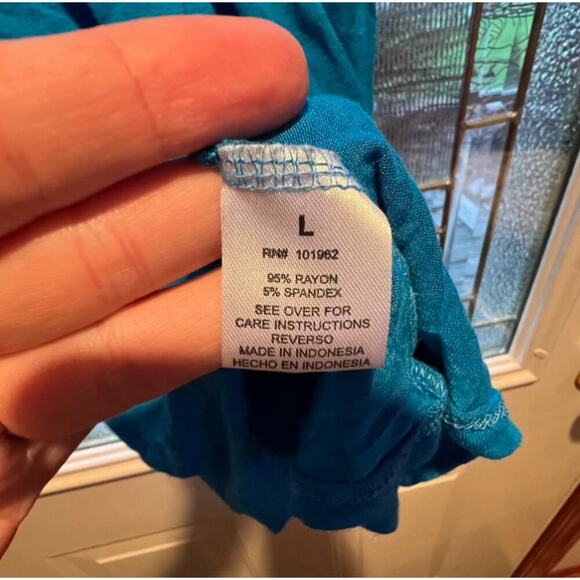 L
RN# 101962
95% RAYON
5% SPANDEX
SEE OVER FOR
CARE INSTRUCTIONS
REVERSO
MADE IN INDONESIA
HECHO EN INDONESIA